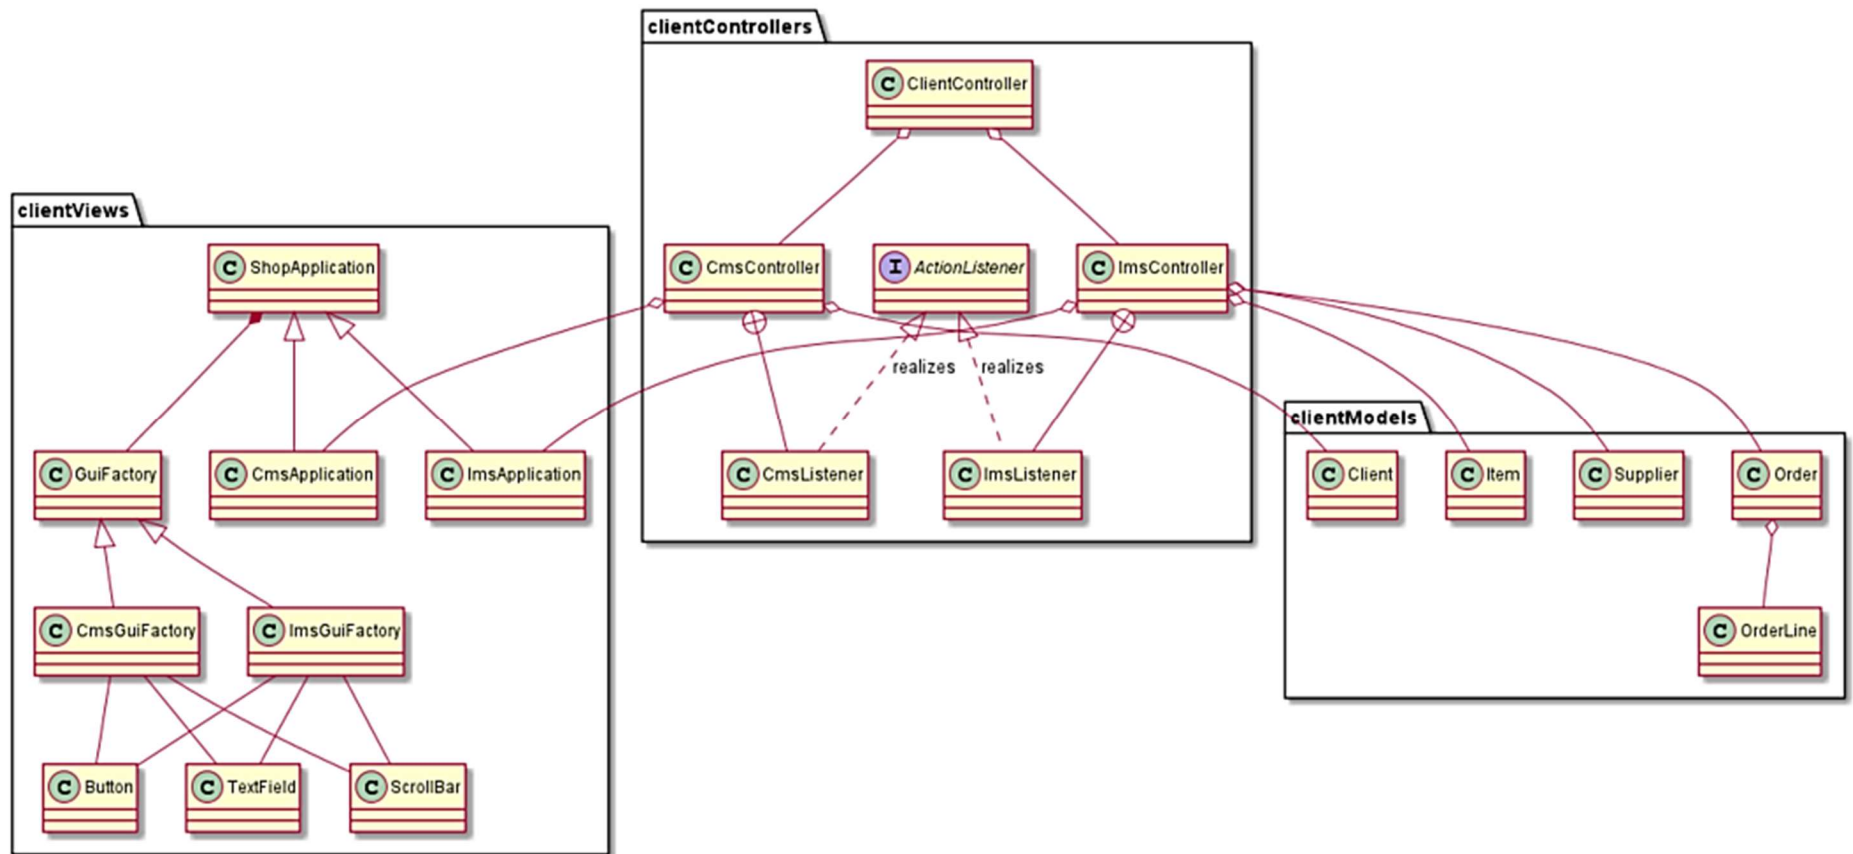 clientControllers
C ClientController
clientViews
C ShopApplication
C CmsController
I ActionListener
C ImsController
realizes
realizes
clientModels
C GuiFactory
C CmsApplication
C ImsApplication
C CmsListener
C ImsListener
C Client
C Item
C Supplier
C Order
C CmsGuiFactory
C ImsGuiFactory
C OrderLine
C Button
C TextField
C ScrollBar